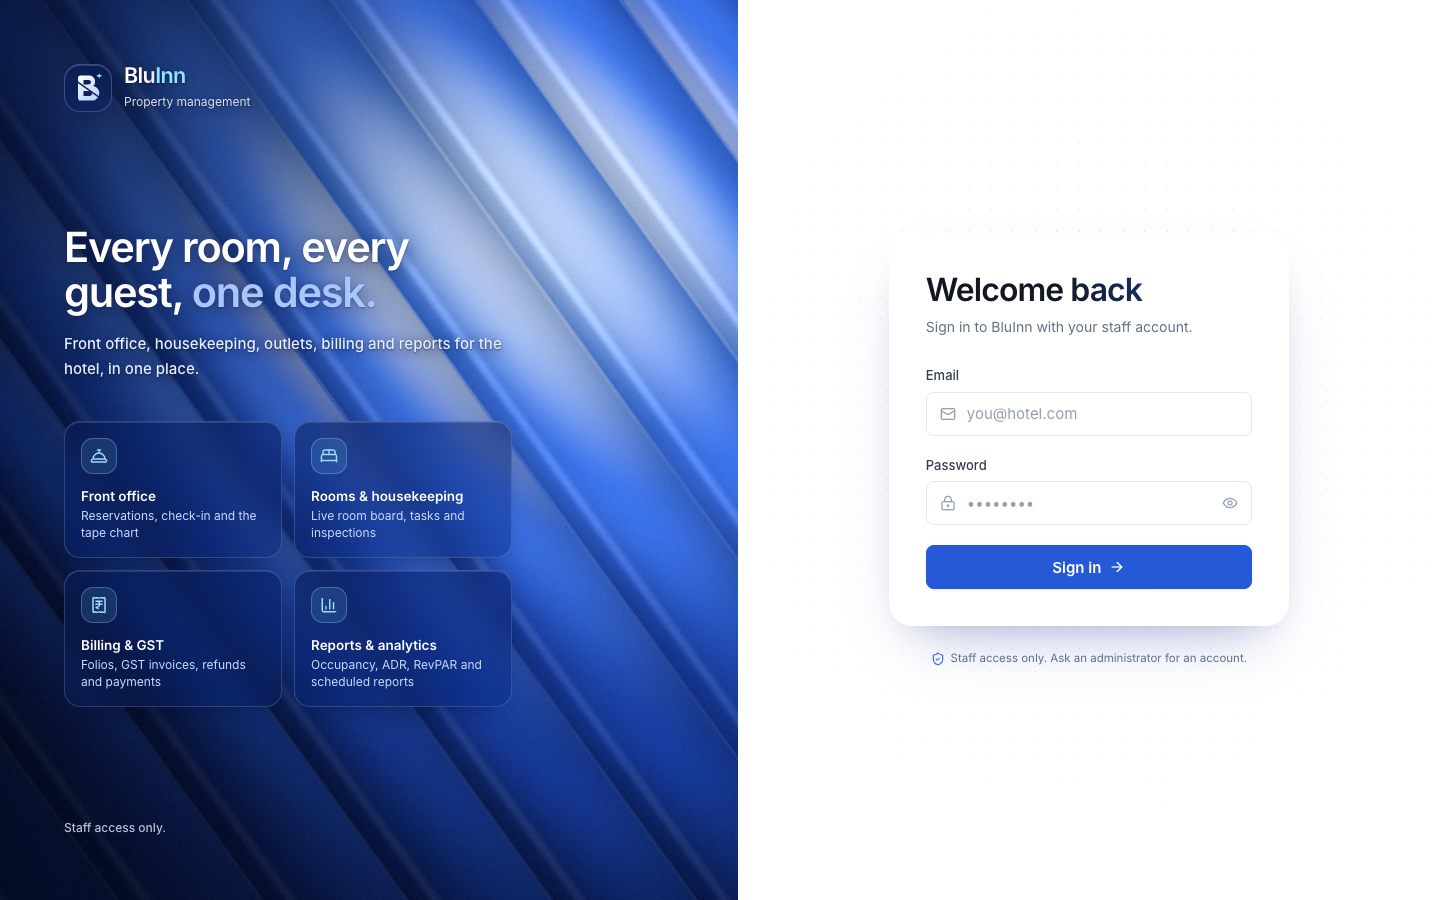 BluInn
Property management
Every room, every
guest, one desk.
Front office, housekeeping, outlets, billing and reports for the
hotel, in one place.
Front office
Reservations, check-in and the
tape chart
Rooms & housekeeping
Live room board, tasks and
inspections
Billing & GST
Folios, GST invoices, refunds
and payments
Reports & analytics
Occupancy, ADR, RevPAR and
scheduled reports
Staff access only.
Welcome back
Sign in to BluInn with your staff account.
Email
you@hotel.com
Password
••••••••
Sign in →
Staff access only. Ask an administrator for an account.